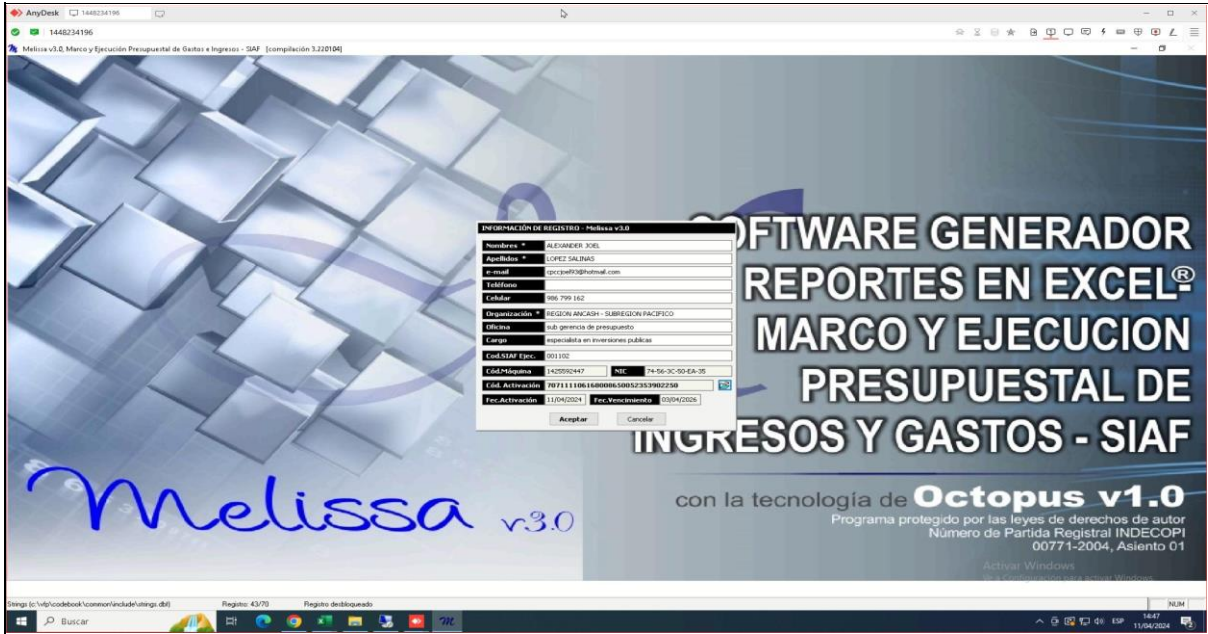 AnyDesk 1448234196
1448234196
Melissa v3.0, Marco y Ejecución Presupuestal de Gastos e Ingresos - SIAF [compilación 3.220104]
SOFTWARE GENERADOR
REPORTES EN EXCEL®
MARCO Y EJECUCION
PRESUPUESTAL DE
INGRESOS Y GASTOS - SIAF
INFORMACIÓN DE REGISTRO - Melissa v3.0
Nombres * ALEXANDER JOEL
Apellidos * LOPEZ SALINAS
e-mail cpccjoel93@hotmail.com
Teléfono
Celular 986 799 162
Organización * REGION ANCASH - SUBREGION PACIFICO
Oficina sub gerencia de presupuesto
Cargo especialista en inversiones publicas
Cod.SIAF Ejec. 001102
Cód.Máquina 1425592447 NIC 74-56-3C-50-EA-35
Cód. Activación 7071111061600008650052353902250
Fec.Activación 11/04/2024 Fec.Vencimiento 03/04/2026
Aceptar Cancelar
Melissa v3.0
con la tecnología de Octopus v1.0
Programa protegido por las leyes de derechos de autor
Número de Partida Registral INDECOPI
00771-2004, Asiento 01
Activar Windows
Ve a Configuración para activar Windows.
Strings (c:\vfp\codebook\common\include\strings.dbf) Registro: 43/70 Registro desbloqueado NUM
Buscar ESP 14:47
11/04/2024